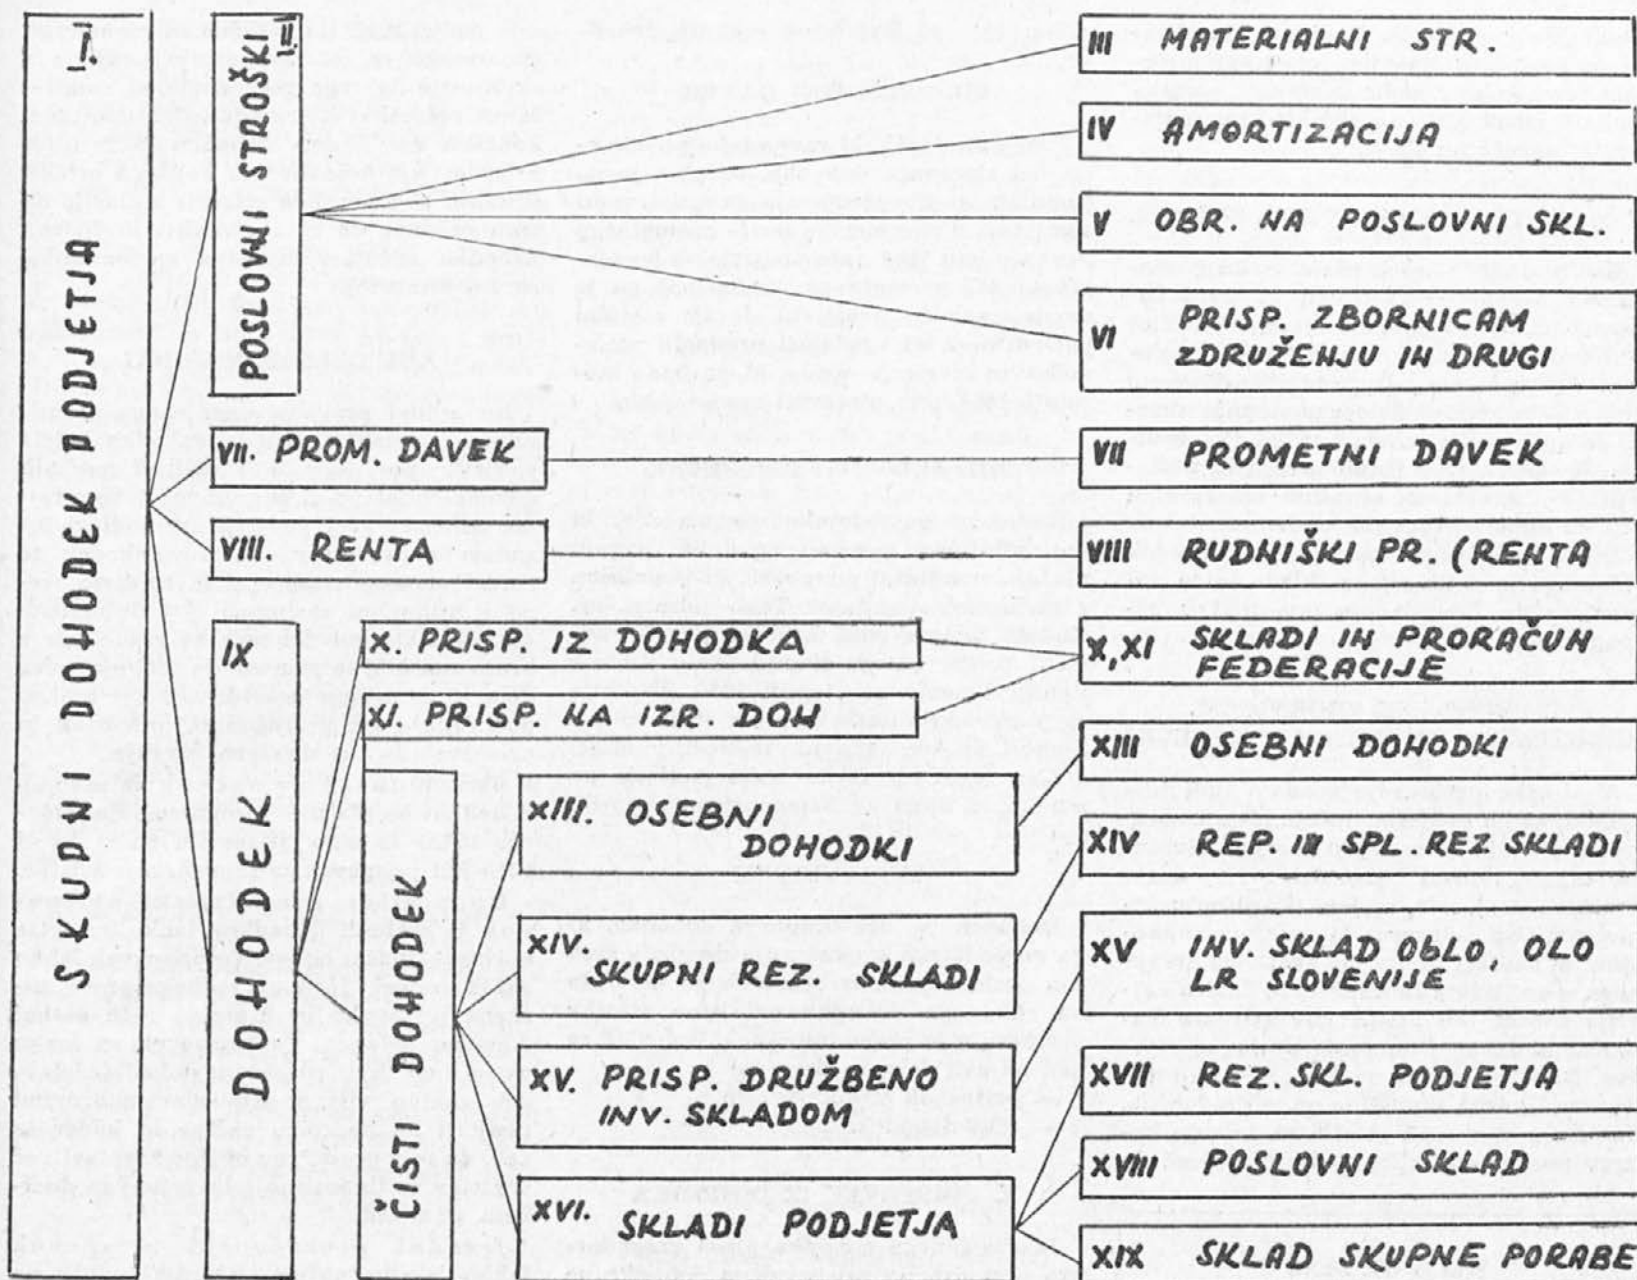 SKUPNI DOHODEK PODJETJA I.
POSLOVNI STROŠKI II.
VII. PROM. DAVEK
VIII. RENTA
IX
DOHODEK
X. PRISP. IZ DOHODKA
XI. PRISP. NA IZR. DOH
ČISTI DOHODEK
XIII. OSEBNI
DOHODKI
XIV.
SKUPNI REZ. SKLADI
XV. PRISP. DRUŽBENO
INV. SKLADOM
XVI.
SKLADI PODJETJA
III MATERIALNI STR.
IV AMORTIZACIJA
V OBR. NA POSLOVNI SKL.
VI PRISP. ZBORNICAM
ZDRUŽENJU IN DRUGI
VII PROMETNI DAVEK
VIII RUDNIŠKI PR. (RENTA
X, XI SKLADI IN PRORAČUN
FEDERACIJE
XIII OSEBNI DOHODKI
XIV REP. IN SPL. REZ SKLADI
XV INV. SKLAD ObLO, OLO
LR SLOVENIJE
XVII REZ. SKL. PODJETJA
XVIII POSLOVNI SKLAD
XIX SKLAD SKUPNE PORABE